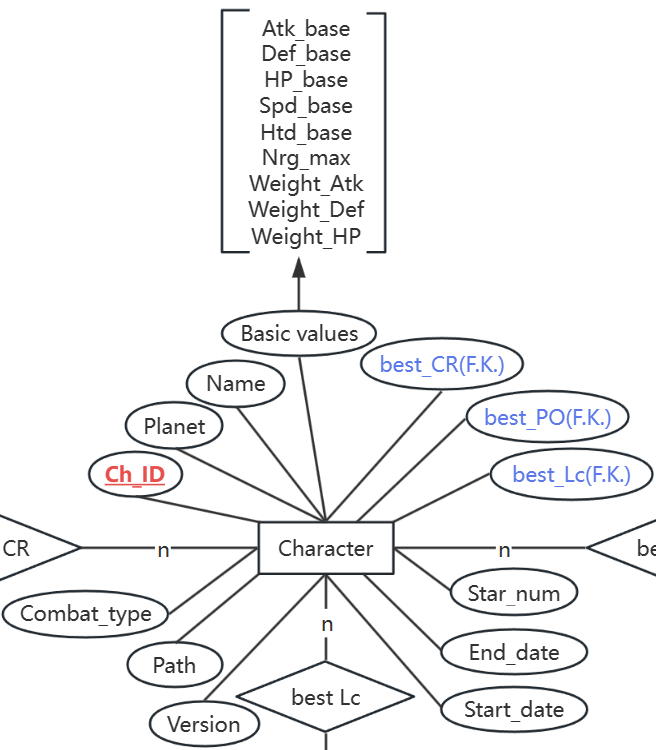 Atk_base
Def_base
HP_base
Spd_base
Htd_base
Nrg_max
Weight_Atk
Weight_Def
Weight_HP
Basic values
best_CR(F.K.)
Name
best_PO(F.K.)
Planet
best_Lc(F.K.)
Ch_ID
CR
n
Character
n
be
Star_num
Combat_type
n
End_date
Path
best Lc
Start_date
Version